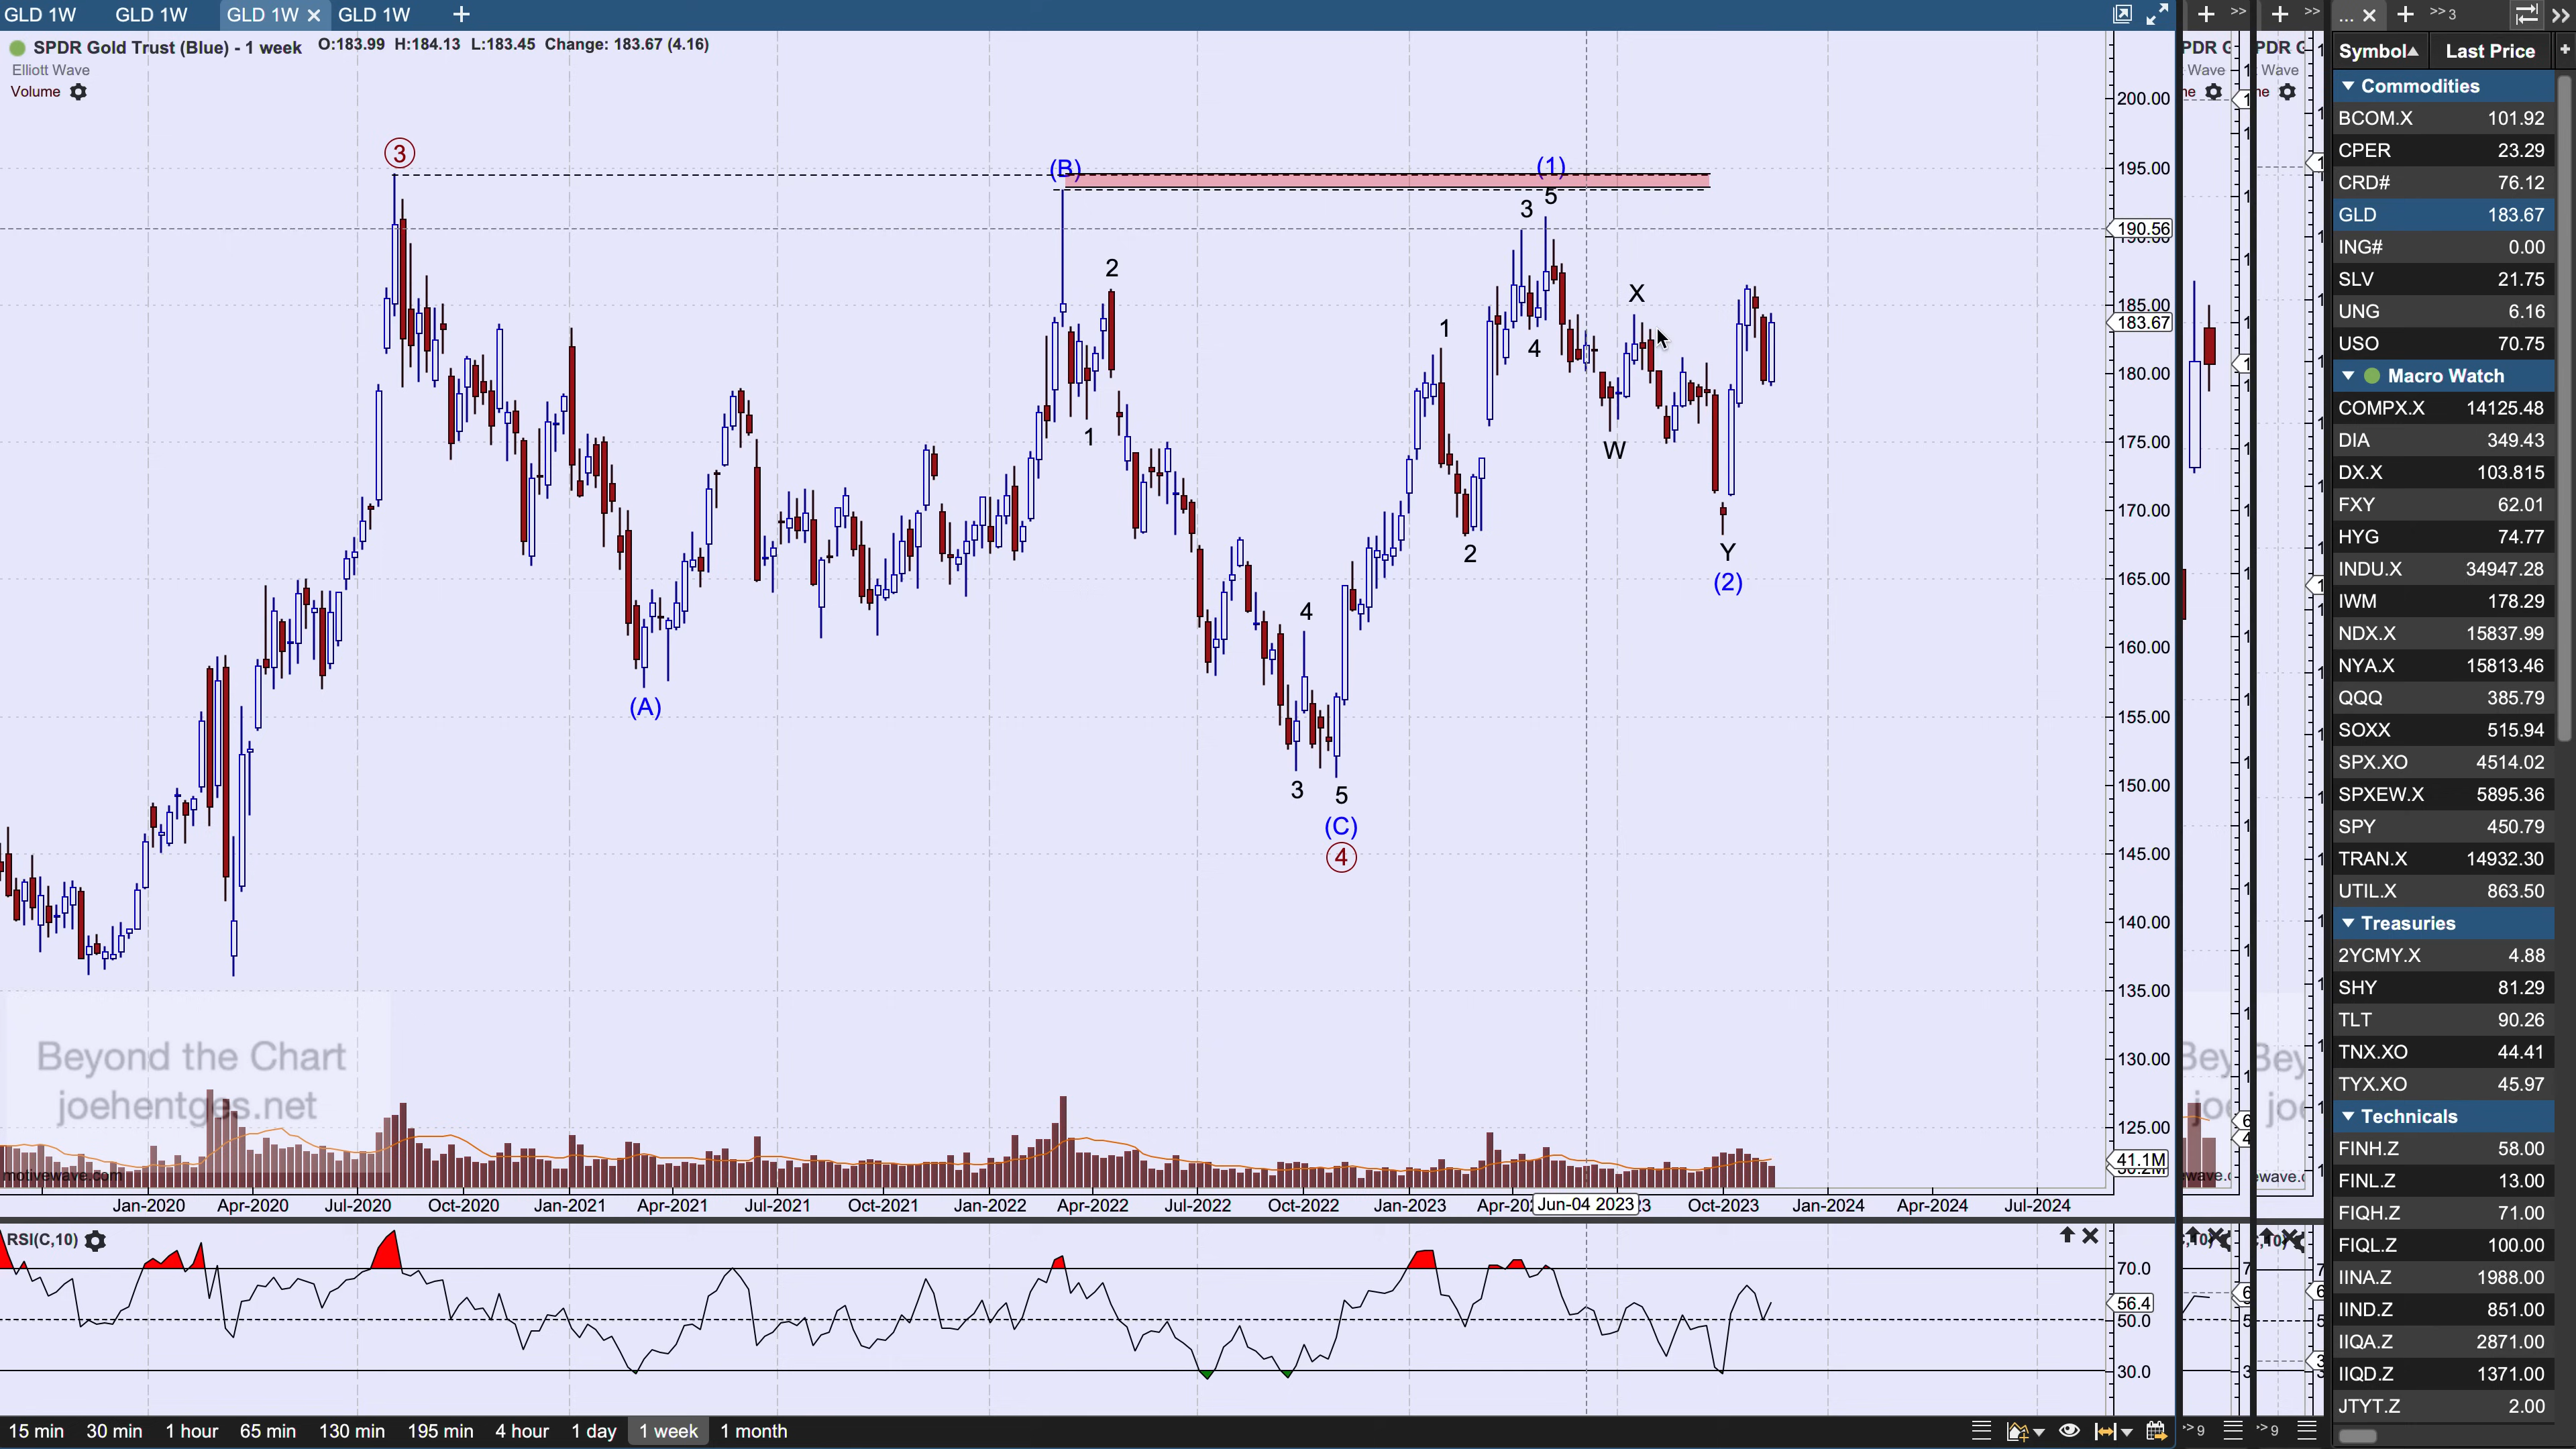 GLD 1W GLD 1W GLD 1W GLD 1W
SPDR Gold Trust (Blue) - 1 week O:183.99 H:184.13 L:183.45 Change: 183.67 (4.16)
Elliott Wave
Volume
3
(B)
(1)
5
3
2
X
1
4
1
W
2
Y
(2)
4
(A)
3
5
(C)
4
200.00
195.00
190.56
185.00
183.67
180.00
175.00
170.00
165.00
160.00
155.00
150.00
145.00
140.00
135.00
130.00
125.00
41.1M
Beyond the Chart
joehentges.net
motivewave.com
Jan-2020 Apr-2020 Jul-2020 Oct-2020 Jan-2021 Apr-2021 Jul-2021 Oct-2021 Jan-2022 Apr-2022 Jul-2022 Oct-2022 Jan-2023 Jun-04 2023 Oct-2023 Jan-2024 Apr-2024 Jul-2024
RSI(C,10)
70.0
56.4
50.0
30.0
15 min 30 min 1 hour 65 min 130 min 195 min 4 hour 1 day 1 week 1 month
Symbol Last Price
Commodities
BCOM.X 101.92
CPER 23.29
CRD# 76.12
GLD 183.67
ING# 0.00
SLV 21.75
UNG 6.16
USO 70.75
Macro Watch
COMPX.X 14125.48
DIA 349.43
DX.X 103.815
FXY 62.01
HYG 74.77
INDU.X 34947.28
IWM 178.29
NDX.X 15837.99
NYA.X 15813.46
QQQ 385.79
SOXX 515.94
SPX.XO 4514.02
SPXEW.X 5895.36
SPY 450.79
TRAN.X 14932.30
UTIL.X 863.50
Treasuries
2YCMY.X 4.88
SHY 81.29
TLT 90.26
TNX.XO 44.41
TYX.XO 45.97
Technicals
FINH.Z 58.00
FINL.Z 13.00
FIQH.Z 71.00
FIQL.Z 100.00
IINA.Z 1988.00
IIND.Z 851.00
IIQA.Z 2871.00
IIQD.Z 1371.00
JTYT.Z 2.00